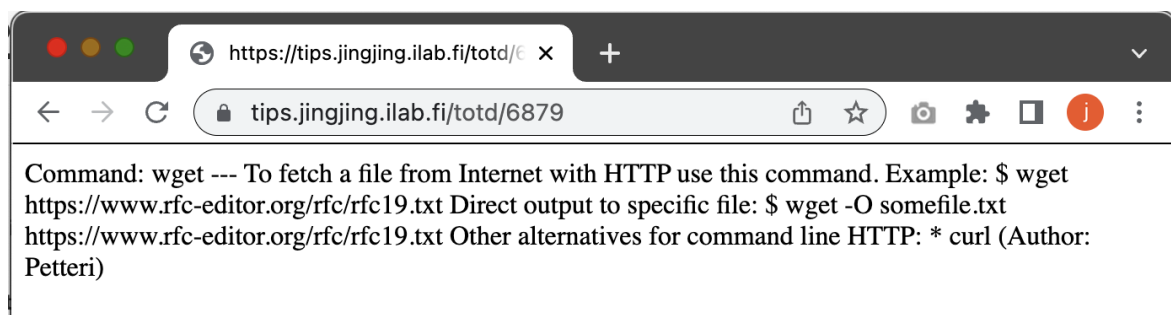 https://tips.jingjing.ilab.fi/totd/6
tips.jingjing.ilab.fi/totd/6879
j
Command: wget --- To fetch a file from Internet with HTTP use this command. Example: $ wget
https://www.rfc-editor.org/rfc/rfc19.txt Direct output to specific file: $ wget -O somefile.txt
https://www.rfc-editor.org/rfc/rfc19.txt Other alternatives for command line HTTP: * curl (Author:
Petteri)